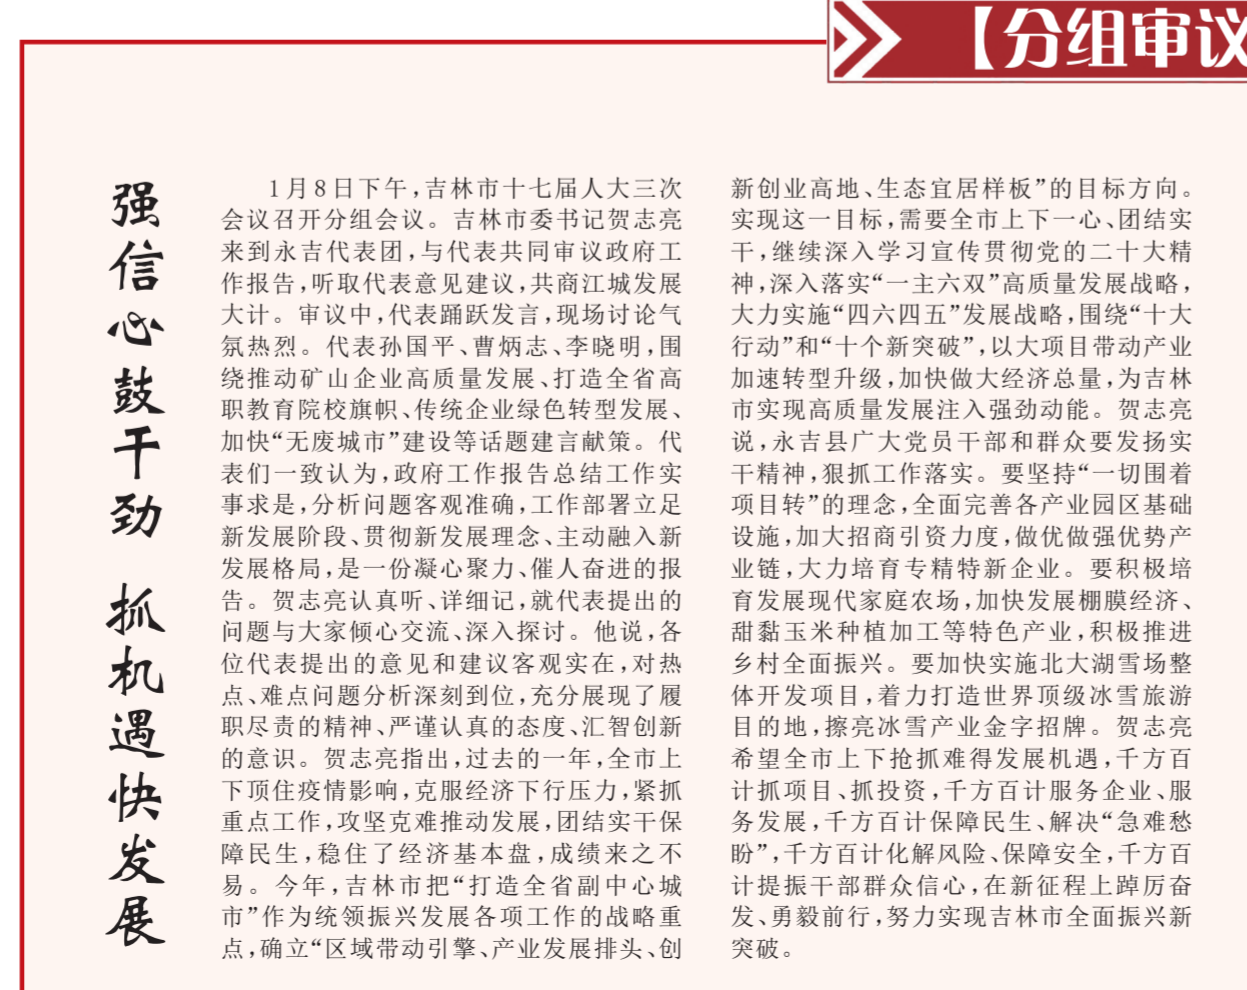 【分组审议
强信心鼓干劲 抓机遇快发展
1月8日下午，吉林市十七届人大三次
会议召开分组会议。吉林市委书记贺志亮
来到永吉代表团，与代表共同审议政府工
作报告，听取代表意见建议，共商江城发展
大计。审议中，代表踊跃发言，现场讨论气
氛热烈。代表孙国平、曹炳志、李晓明，围
绕推动矿山企业高质量发展、打造全省高
职教育院校旗帜、传统企业绿色转型发展、
加快“无废城市”建设等话题建言献策。代
表们一致认为，政府工作报告总结工作实
事求是，分析问题客观准确，工作部署立足
新发展阶段、贯彻新发展理念、主动融入新
发展格局，是一份凝心聚力、催人奋进的报
告。贺志亮认真听、详细记，就代表提出的
问题与大家倾心交流、深入探讨。他说，各
位代表提出的意见和建议客观实在，对热
点、难点问题分析深刻到位，充分展现了履
职尽责的精神、严谨认真的态度、汇智创新
的意识。贺志亮指出，过去的一年，全市上
下顶住疫情影响，克服经济下行压力，紧抓
重点工作，攻坚克难推动发展，团结实干保
障民生，稳住了经济基本盘，成绩来之不
易。今年，吉林市把“打造全省副中心城
市”作为统领振兴发展各项工作的战略重
点，确立“区域带动引擎、产业发展排头、创
新创业高地、生态宜居样板”的目标方向。
实现这一目标，需要全市上下一心、团结实
干，继续深入学习宣传贯彻党的二十大精
神，深入落实“一主六双”高质量发展战略，
大力实施“四六四五”发展战略，围绕“十大
行动”和“十个新突破”，以大项目带动产业
加速转型升级，加快做大经济总量，为吉林
市实现高质量发展注入强劲动能。贺志亮
说，永吉县广大党员干部和群众要发扬实
干精神，狠抓工作落实。要坚持“一切围着
项目转”的理念，全面完善各产业园区基础
设施，加大招商引资力度，做优做强优势产
业链，大力培育专精特新企业。要积极培
育发展现代家庭农场，加快发展棚膜经济、
甜黏玉米种植加工等特色产业，积极推进
乡村全面振兴。要加快实施北大湖雪场整
体开发项目，着力打造世界顶级冰雪旅游
目的地，擦亮冰雪产业金字招牌。贺志亮
希望全市上下抢抓难得发展机遇，千方百
计抓项目、抓投资，千方百计服务企业、服
务发展，千方百计保障民生、解决“急难愁
盼”，千方百计化解风险、保障安全，千方百
计提振干部群众信心，在新征程上踔厉奋
发、勇毅前行，努力实现吉林市全面振兴新
突破。